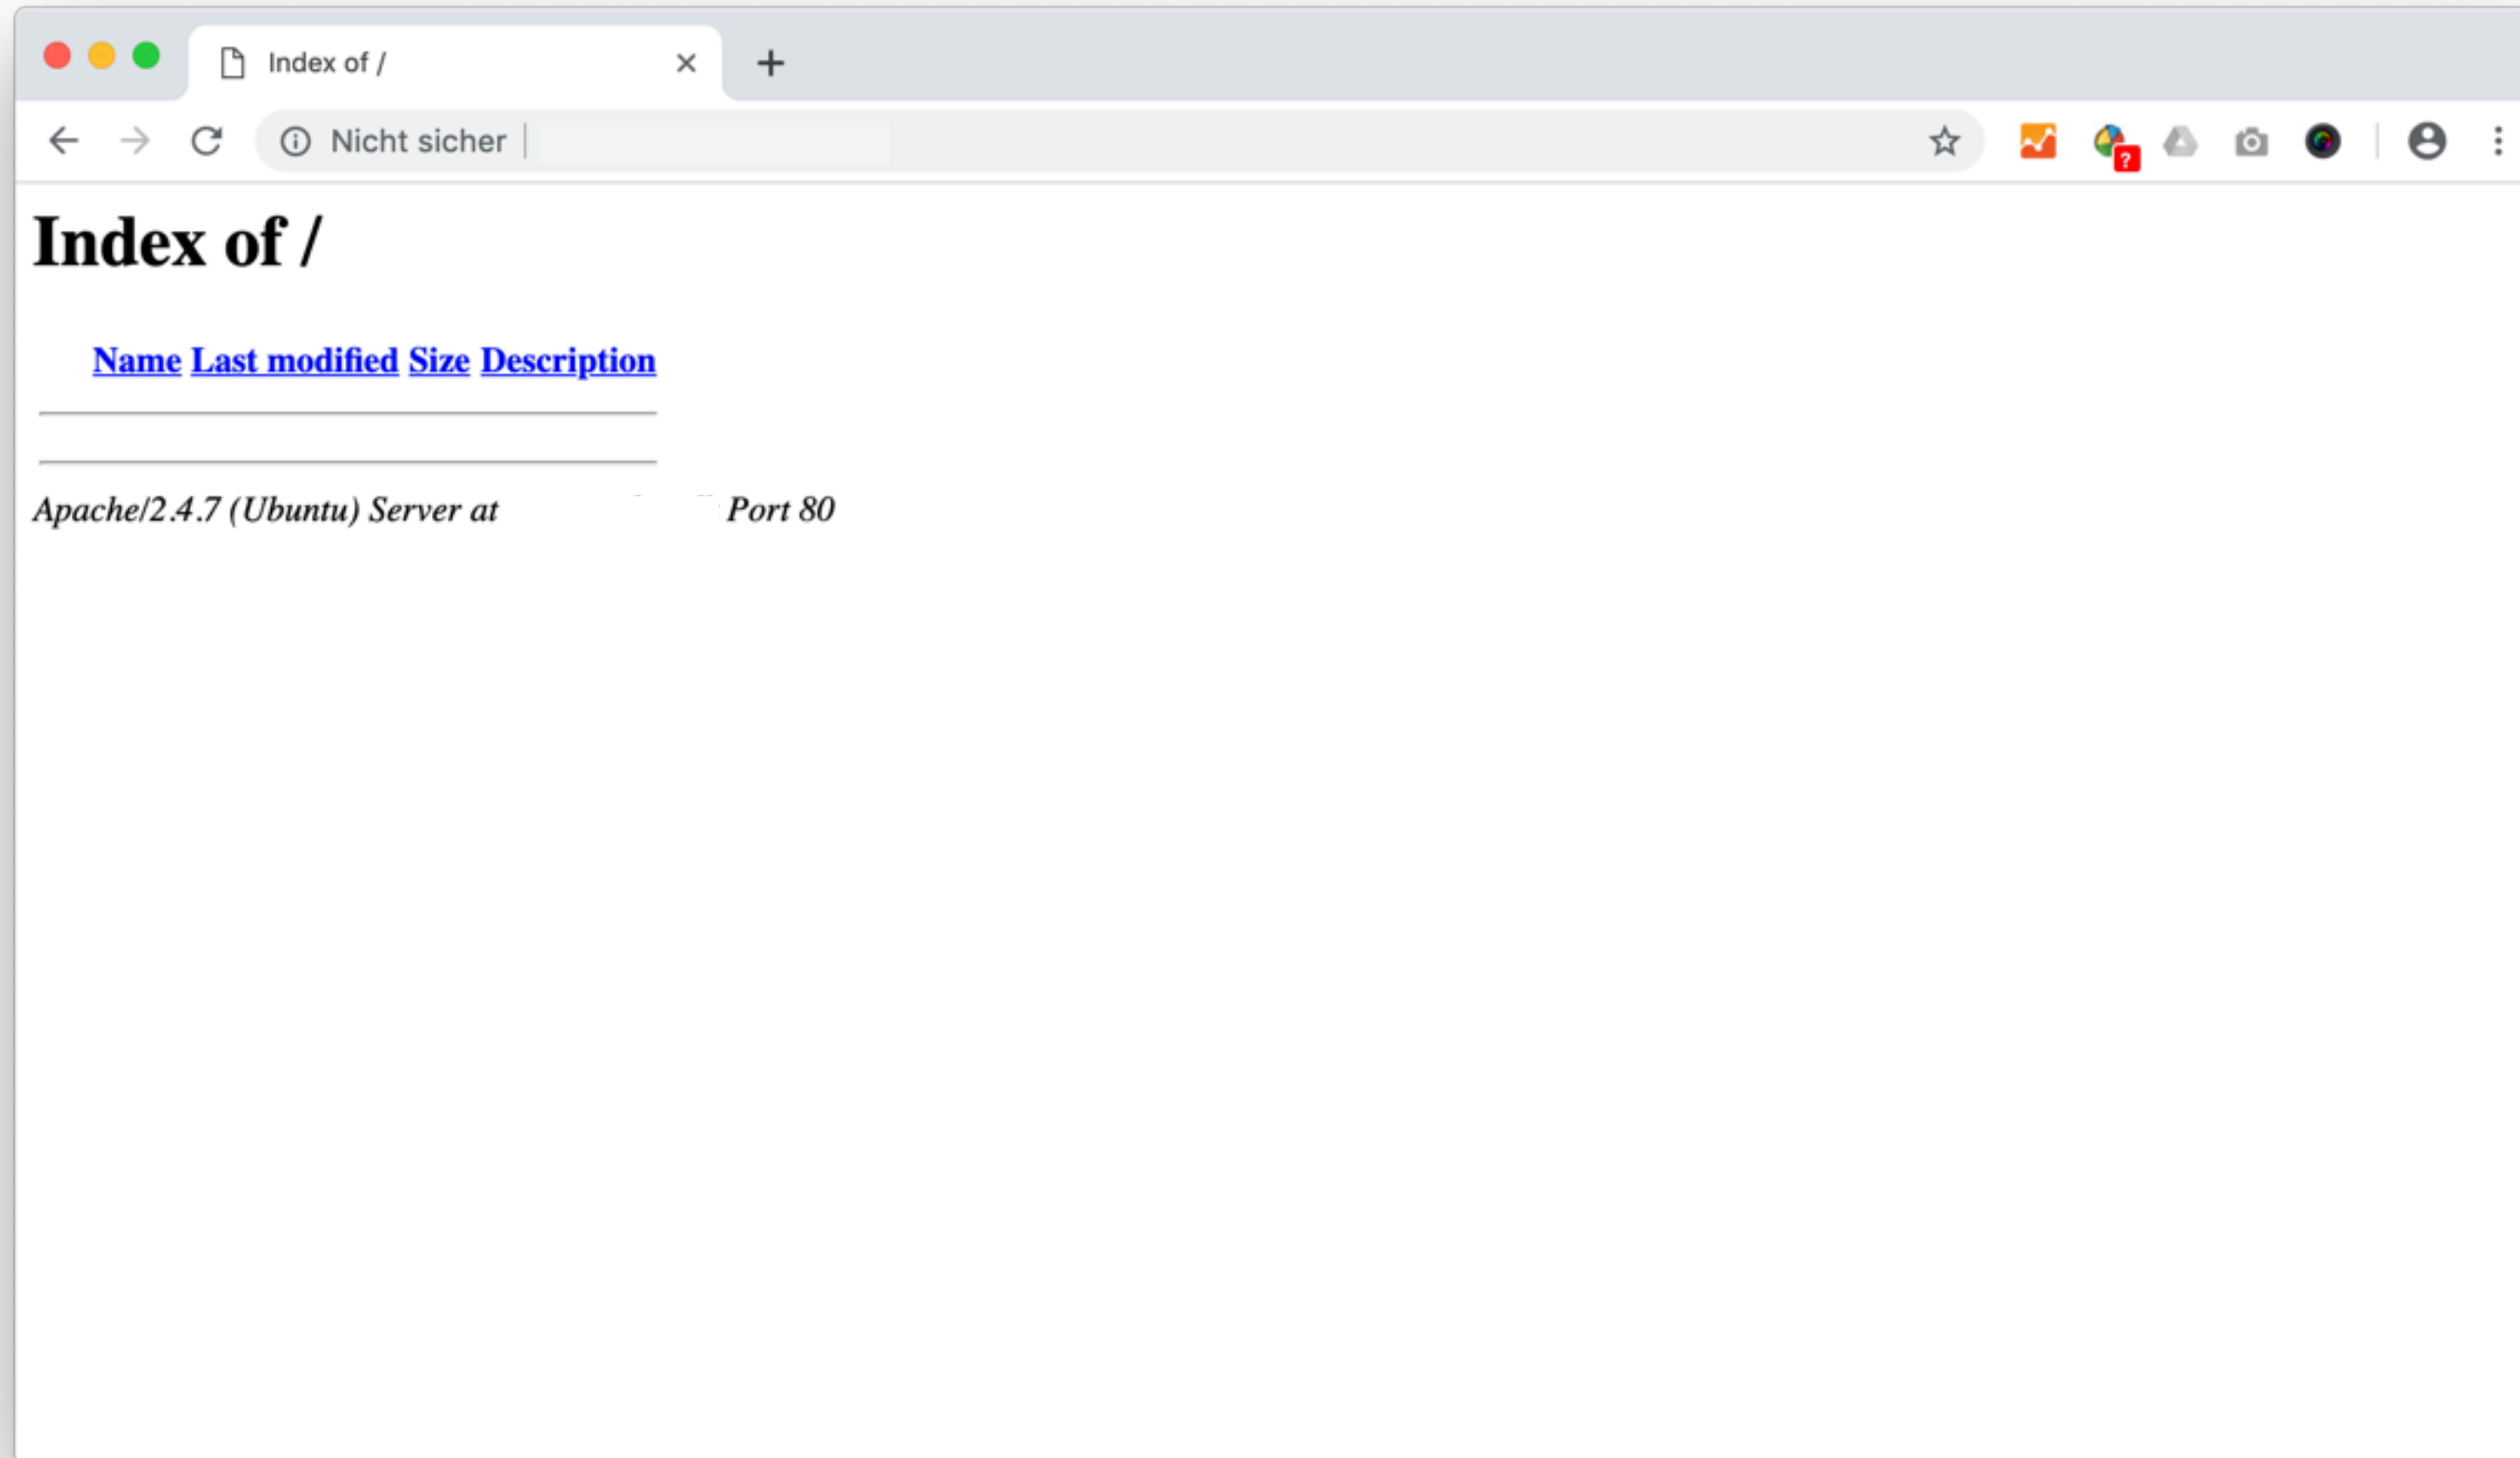 Index of /
Nicht sicher
?
Index of /
Name Last modified Size Description
Apache/2.4.7 (Ubuntu) Server at Port 80